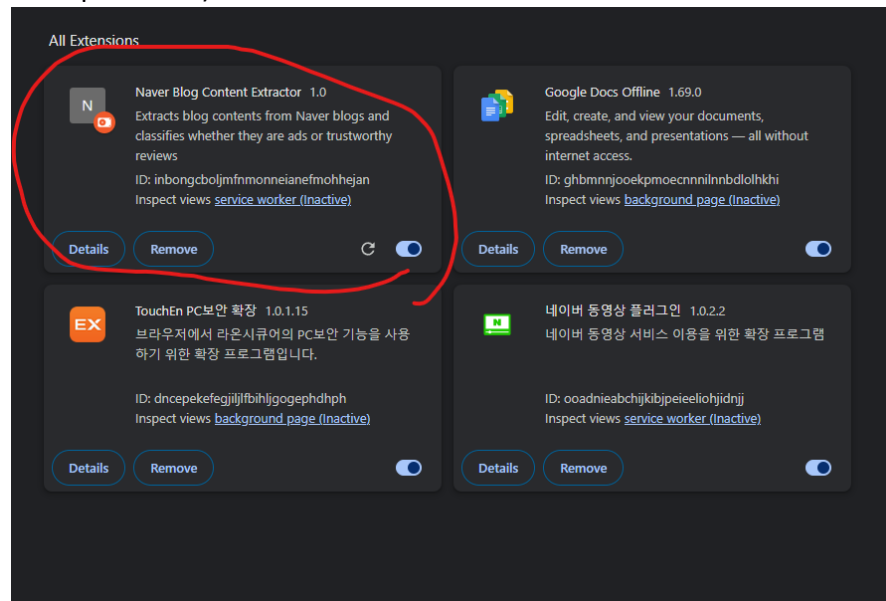 All Extensions
N
Naver Blog Content Extractor 1.0
Extracts blog contents from Naver blogs and
classifies whether they are ads or trustworthy
reviews
ID: inbongcboljmfnmonneianefmohhejan
Inspect views service worker (Inactive)
Details
Remove
Google Docs Offline 1.69.0
Edit, create, and view your documents,
spreadsheets, and presentations — all without
internet access.
ID: ghbmnnjooekpmoecnnnilnnbdlolhkhi
Inspect views background page (Inactive)
Details
Remove
EX
TouchEn PC보안 확장 1.0.1.15
브라우저에서 라온시큐어의 PC보안 기능을 사용
하기 위한 확장 프로그램입니다.
ID: dncepekefegjiljlfbihljgogephdhph
Inspect views background page (Inactive)
Details
Remove
N
네이버 동영상 플러그인 1.0.2.2
네이버 동영상 서비스 이용을 위한 확장 프로그램
ID: ooadnieabchijkibjpeieeliohjidnjj
Inspect views service worker (Inactive)
Details
Remove